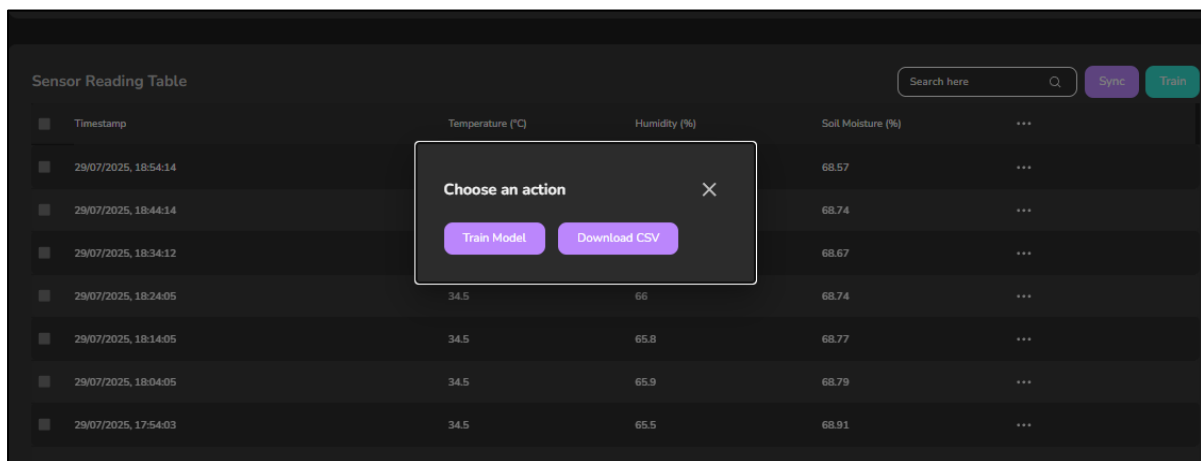 Sensor Reading Table
Search here
Sync
Train
Timestamp Temperature (°C) Humidity (%) Soil Moisture (%) •••
29/07/2025, 18:54:14 68.57 •••
29/07/2025, 18:44:14 68.74 •••
29/07/2025, 18:34:12 68.67 •••
29/07/2025, 18:24:05 34.5 66 68.74 •••
29/07/2025, 18:14:05 34.5 65.8 68.77 •••
29/07/2025, 18:04:05 34.5 65.9 68.79 •••
29/07/2025, 17:54:03 34.5 65.5 68.91 •••
Choose an action
Train Model Download CSV